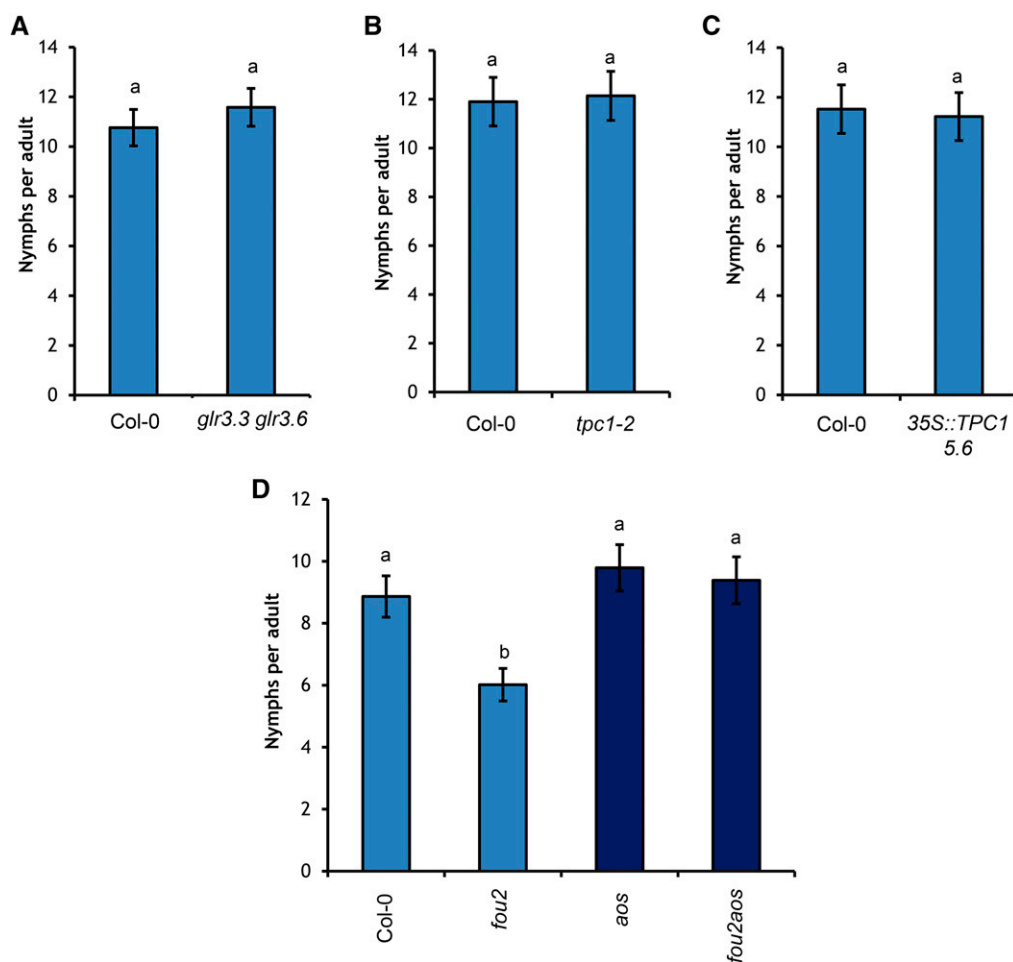 A
Nymphs per adult
14
12
10
8
6
4
2
0
a
a
Col-0
glr3.3 glr3.6
B
Nymphs per adult
14
12
10
8
6
4
2
0
a
a
Col-0
tpc1-2
C
Nymphs per adult
14
12
10
8
6
4
2
0
a
a
Col-0
35S::TPC1
5.6
D
Nymphs per adult
12
10
8
6
4
2
0
a
b
a
a
Col-0
fou2
aos
fou2aos